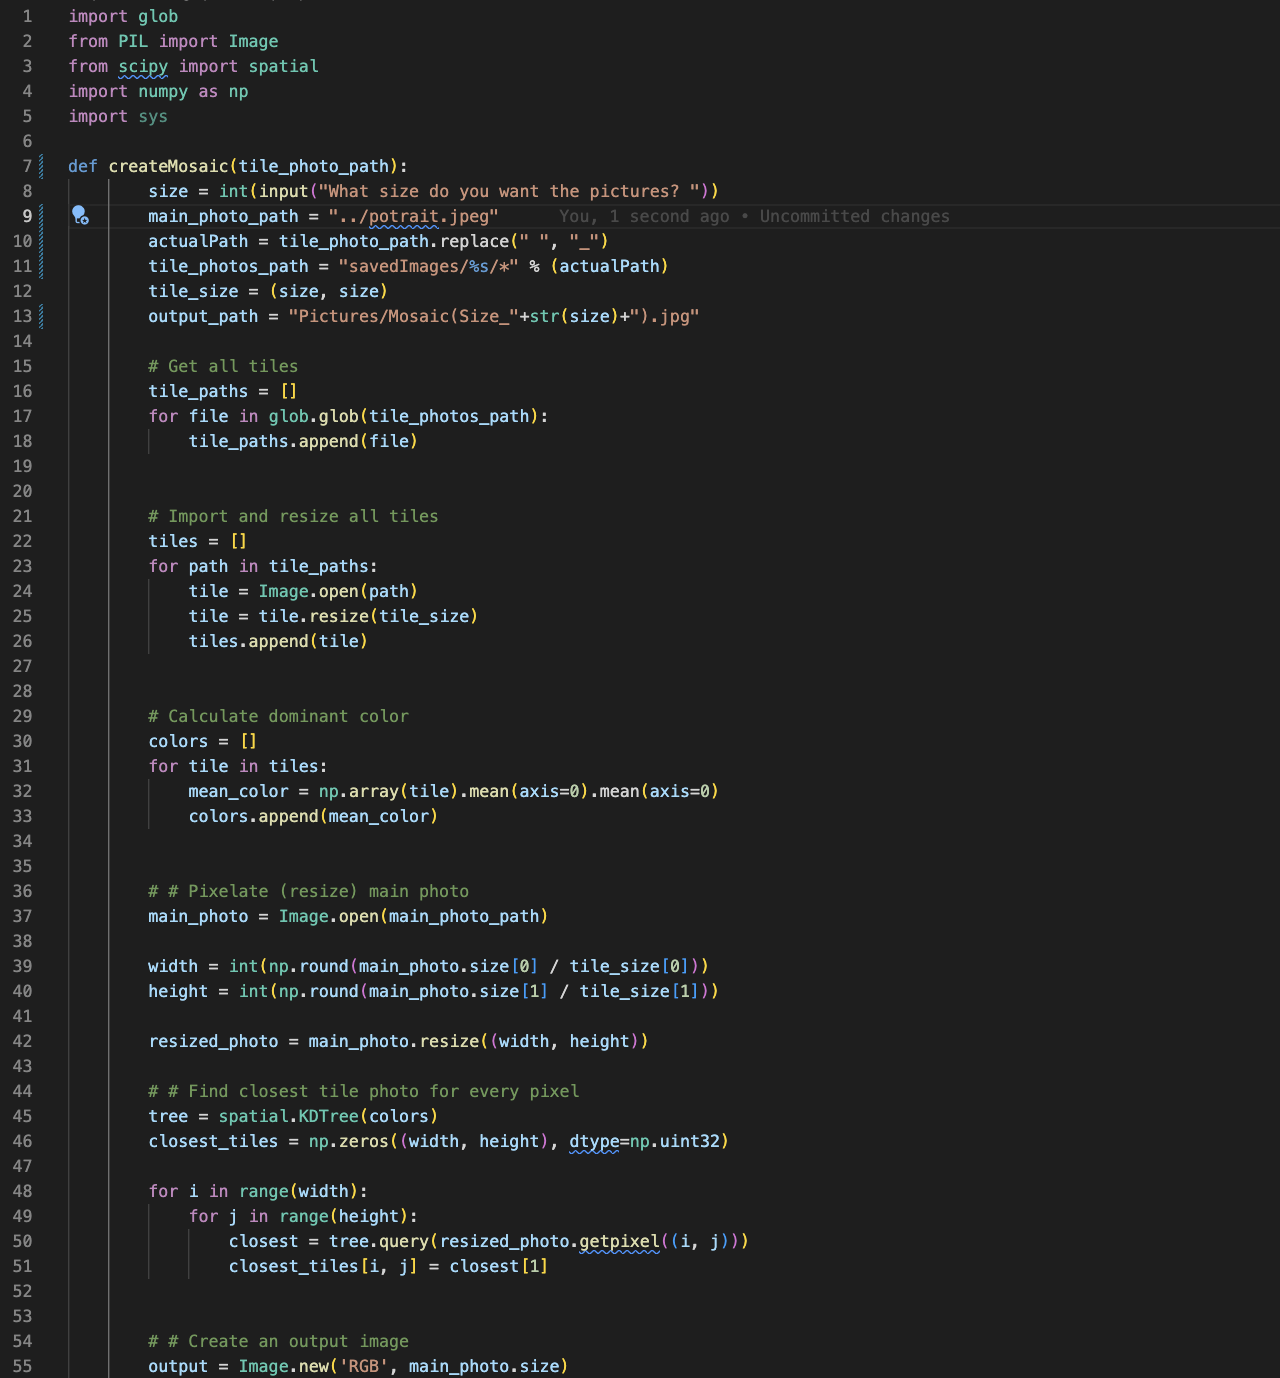 1 import glob
2 from PIL import Image
3 from scipy import spatial
4 import numpy as np
5 import sys
6
7 def createMosaic(tile_photo_path):
8 size = int(input("What size do you want the pictures? "))
9 main_photo_path = "../potrait.jpeg" You, 1 second ago • Uncommitted changes
10 actualPath = tile_photo_path.replace(" ", "_")
11 tile_photos_path = "savedImages/%s/*" % (actualPath)
12 tile_size = (size, size)
13 output_path = "Pictures/Mosaic(Size_"+str(size)+").jpg"
14
15 # Get all tiles
16 tile_paths = []
17 for file in glob.glob(tile_photos_path):
18 tile_paths.append(file)
19
20
21 # Import and resize all tiles
22 tiles = []
23 for path in tile_paths:
24 tile = Image.open(path)
25 tile = tile.resize(tile_size)
26 tiles.append(tile)
27
28
29 # Calculate dominant color
30 colors = []
31 for tile in tiles:
32 mean_color = np.array(tile).mean(axis=0).mean(axis=0)
33 colors.append(mean_color)
34
35
36 # # Pixelate (resize) main photo
37 main_photo = Image.open(main_photo_path)
38
39 width = int(np.round(main_photo.size[0] / tile_size[0]))
40 height = int(np.round(main_photo.size[1] / tile_size[1]))
41
42 resized_photo = main_photo.resize((width, height))
43
44 # # Find closest tile photo for every pixel
45 tree = spatial.KDTree(colors)
46 closest_tiles = np.zeros((width, height), dtype=np.uint32)
47
48 for i in range(width):
49 for j in range(height):
50 closest = tree.query(resized_photo.getpixel((i, j)))
51 closest_tiles[i, j] = closest[1]
52
53
54 # # Create an output image
55 output = Image.new('RGB', main_photo.size)